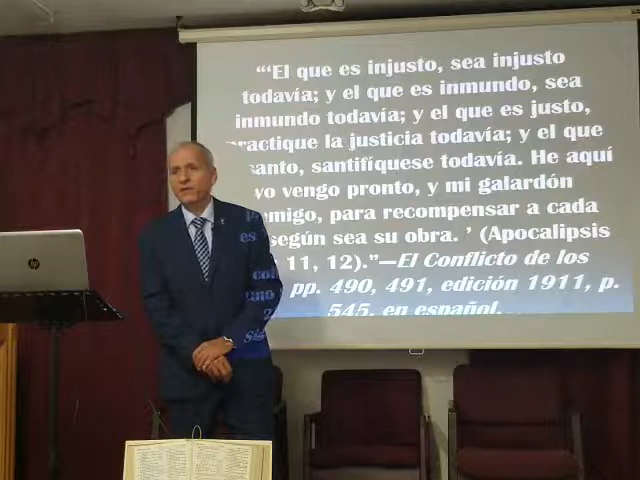 “‘El que es injusto, sea injusto
todavía; y el que es inmundo, sea
inmundo todavía; y el que es justo,
practique la justicia todavía; y el que
santo, santifíquese todavía. He aquí
yo vengo pronto, y mi galardón
para recompensar a cada
según sea su obra. ’ (Apocalipsis
11, 12).”—El Conflicto de los
pp. 490, 491, edición 1911, p.
545, en español.
hp